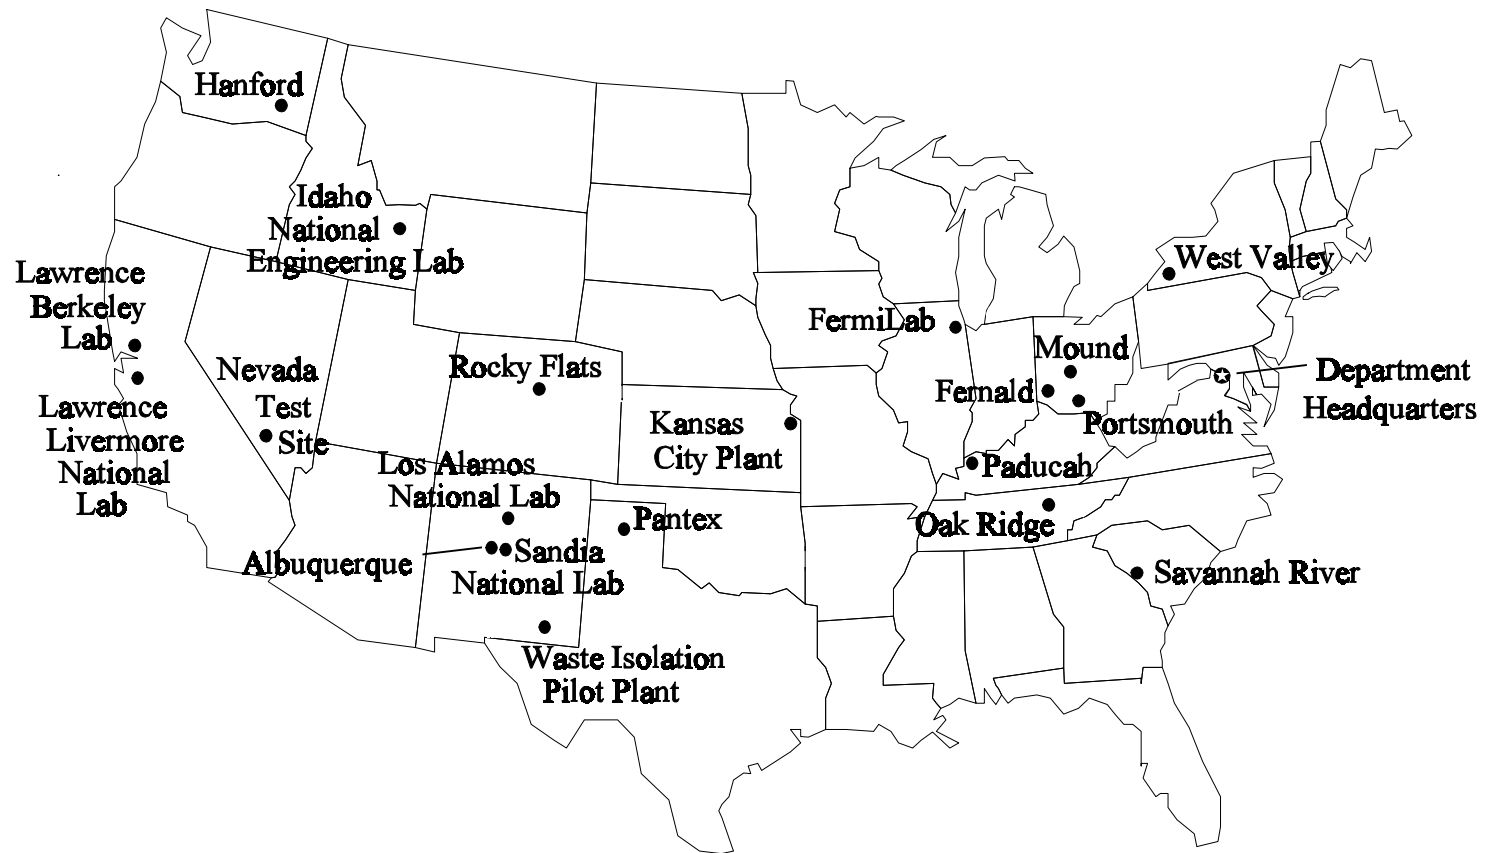 Hanford
Idaho
National
Engineering Lab
Lawrence
Berkeley
Lab
Lawrence
Livermore
National
Lab
Nevada
Test
Site
Rocky Flats
Kansas
City Plant
Los Alamos
National Lab
Albuquerque
Sandia
National Lab
Pantex
Waste Isolation
Pilot Plant
FermiLab
Mound
Fernald
Portsmouth
Paducah
Oak Ridge
Savannah River
West Valley
Department
Headquarters